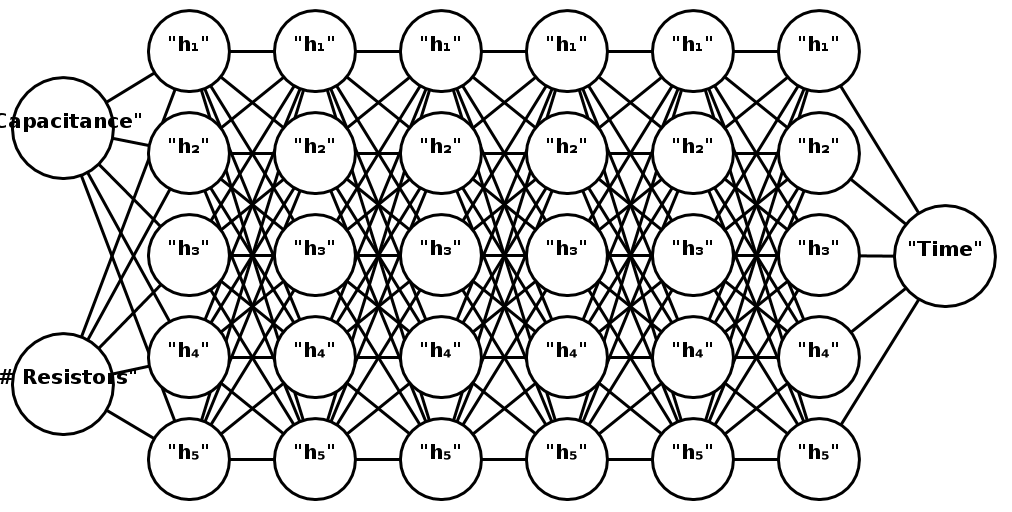 "h₁" "h₁" "h₁" "h₁" "h₁" "h₁"
Capacitance"
"h₂" "h₂" "h₂" "h₂" "h₂" "h₂"
"h₃" "h₃" "h₃" "h₃" "h₃" "h₃" "Time"
"h₄" "h₄" "h₄" "h₄" "h₄" "h₄"
# Resistors"
"h₅" "h₅" "h₅" "h₅" "h₅" "h₅"